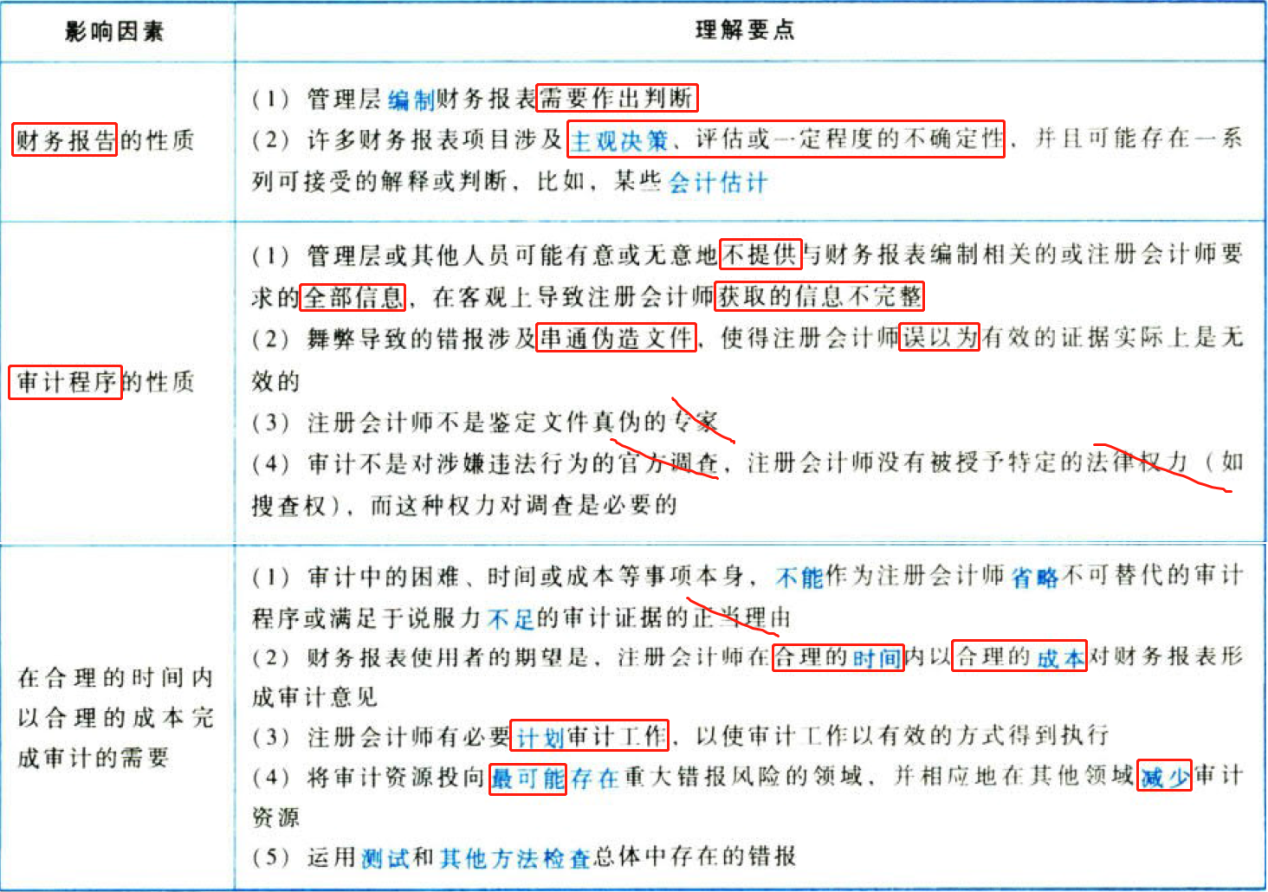 影响因素
理解要点
财务报告的性质
(1) 管理层编制财务报表需要作出判断
(2) 许多财务报表项目涉及主观决策、评估或一定程度的不确定性，并且可能存在一系
列可接受的解释或判断，比如，某些会计估计
审计程序的性质
(1) 管理层或其他人员可能有意或无意地不提供与财务报表编制相关的或注册会计师要
求的全部信息，在客观上导致注册会计师获取的信息不完整
(2) 舞弊导致的错报涉及串通伪造文件，使得注册会计师误以为有效的证据实际上是无
效的
(3) 注册会计师不是鉴定文件真伪的专家
(4) 审计不是对涉嫌违法行为的官方调查，注册会计师没有被授予特定的法律权力（如
搜查权），而这种权力对调查是必要的
在合理的时间内
以合理的成本完
成审计的需要
(1) 审计中的困难、时间或成本等事项本身，不能作为注册会计师省略不可替代的审计
程序或满足于说服力不足的审计证据的正当理由
(2) 财务报表使用者的期望是，注册会计师在合理的时间内以合理的成本对财务报表形
成审计意见
(3) 注册会计师有必要计划审计工作，以使审计工作以有效的方式得到执行
(4) 将审计资源投向最可能存在重大错报风险的领域，并相应地在其他领域减少审计
资源
(5) 运用测试和其他方法检查总体中存在的错报